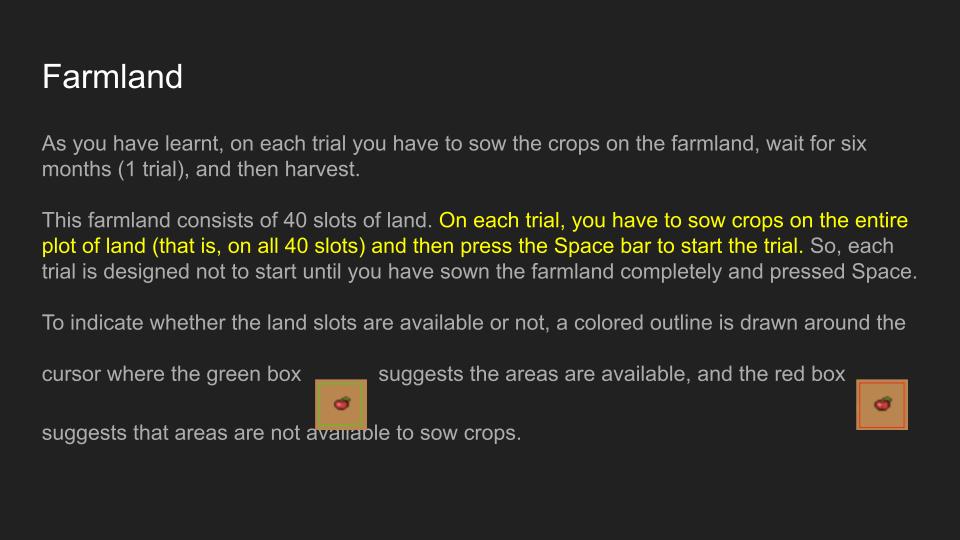 Farmland
As you have learnt, on each trial you have to sow the crops on the farmland, wait for six
months (1 trial), and then harvest.
This farmland consists of 40 slots of land. On each trial, you have to sow crops on the entire
plot of land (that is, on all 40 slots) and then press the Space bar to start the trial. So, each
trial is designed not to start until you have sown the farmland completely and pressed Space.
To indicate whether the land slots are available or not, a colored outline is drawn around the
cursor where the green box suggests the areas are available, and the red box
suggests that areas are not available to sow crops.